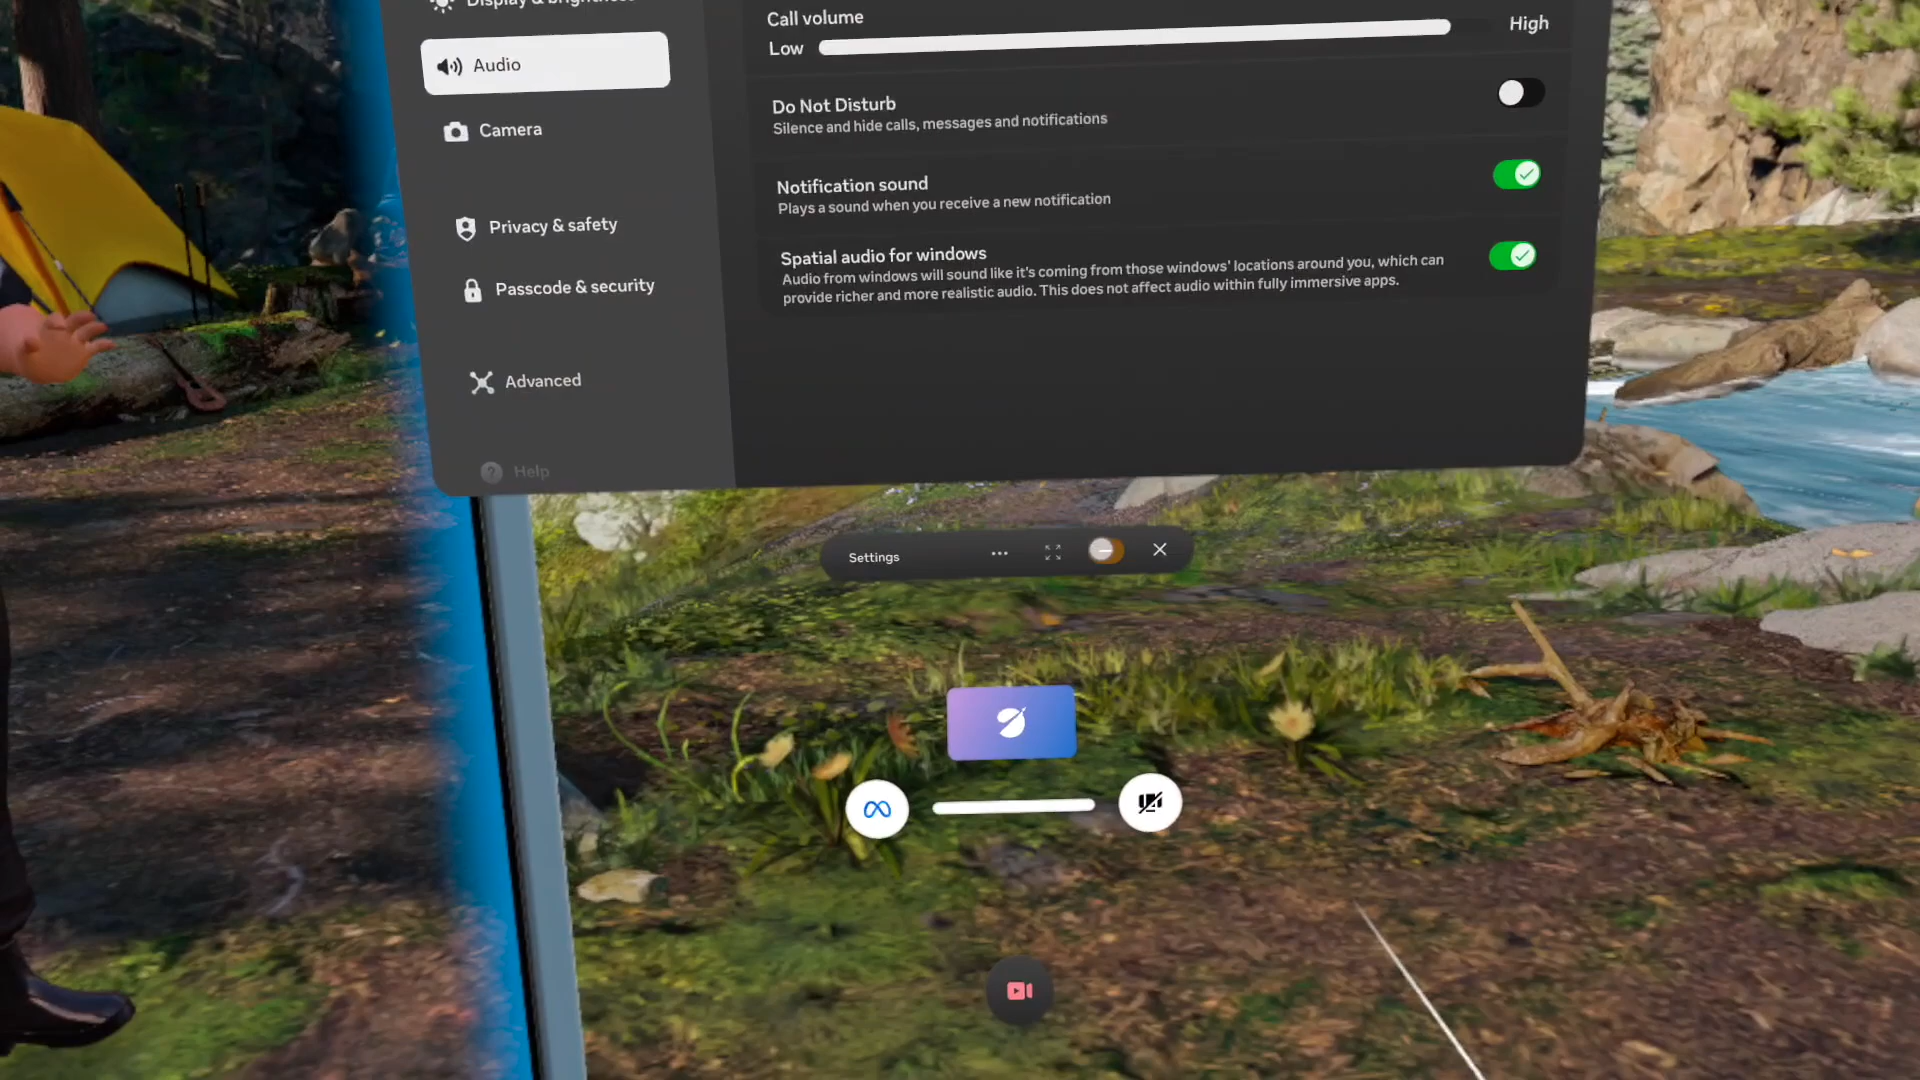 Display & brightness
Audio
Camera
Privacy & safety
Passcode & security
Advanced
Help
Call volume
Low
High
Do Not Disturb
Silence and hide calls, messages and notifications
Notification sound
Plays a sound when you receive a new notification
Spatial audio for windows
Audio from windows will sound like it's coming from those windows' locations around you, which can
provide richer and more realistic audio. This does not affect audio within fully immersive apps.
Settings